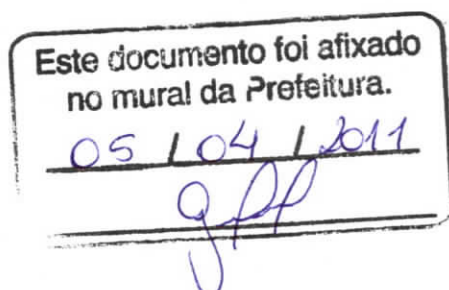 Este documento foi afixado
no mural da Prefeitura.
05 / 04 / 2011